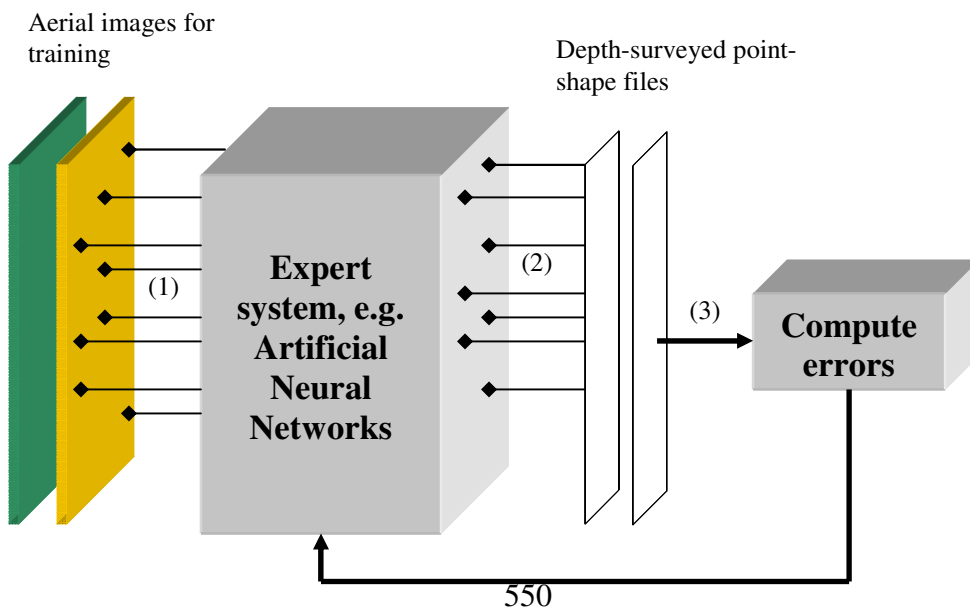 Aerial images for
training
Depth-surveyed point-
shape files
(1)
Expert
system, e.g.
Artificial
Neural
Networks
(2)
(3)
Compute
errors
550